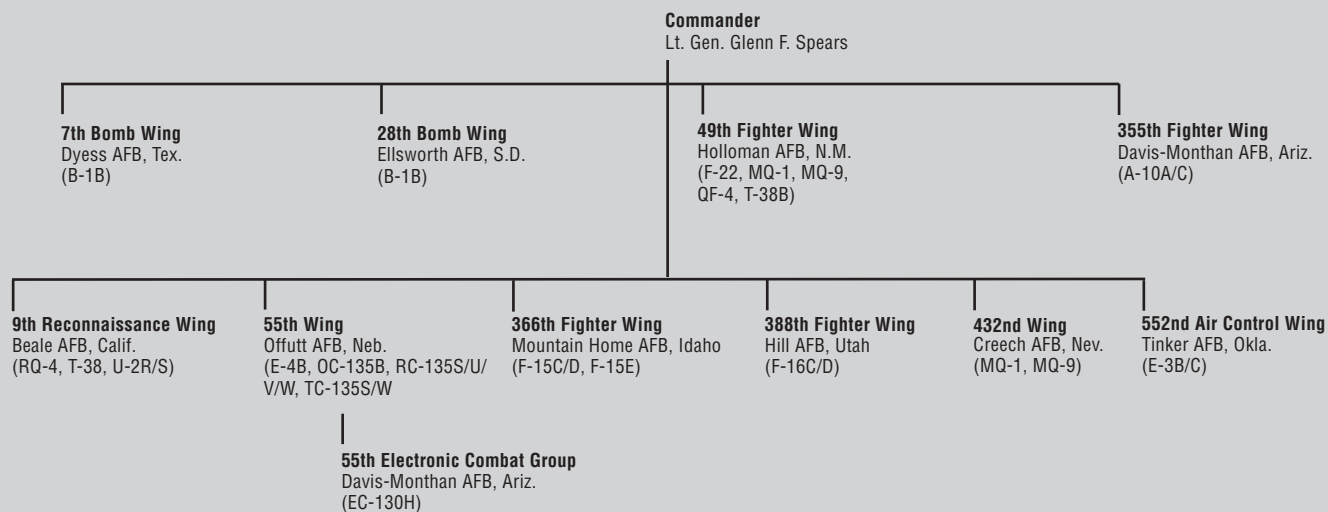 Commander
Lt. Gen. Glenn F. Spears
7th Bomb Wing
Dyess AFB, Tex.
(B-1B)
28th Bomb Wing
Ellsworth AFB, S.D.
(B-1B)
49th Fighter Wing
Holloman AFB, N.M.
(F-22, MQ-1, MQ-9,
QF-4, T-38B)
355th Fighter Wing
Davis-Monthan AFB, Ariz.
(A-10A/C)
9th Reconnaissance Wing
Beale AFB, Calif.
(RQ-4, T-38, U-2R/S)
55th Wing
Offutt AFB, Neb.
(E-4B, OC-135B, RC-135S/U/
V/W, TC-135S/W
366th Fighter Wing
Mountain Home AFB, Idaho
(F-15C/D, F-15E)
388th Fighter Wing
Hill AFB, Utah
(F-16C/D)
432nd Wing
Creech AFB, Nev.
(MQ-1, MQ-9)
552nd Air Control Wing
Tinker AFB, Okla.
(E-3B/C)
55th Electronic Combat Group
Davis-Monthan AFB, Ariz.
(EC-130H)